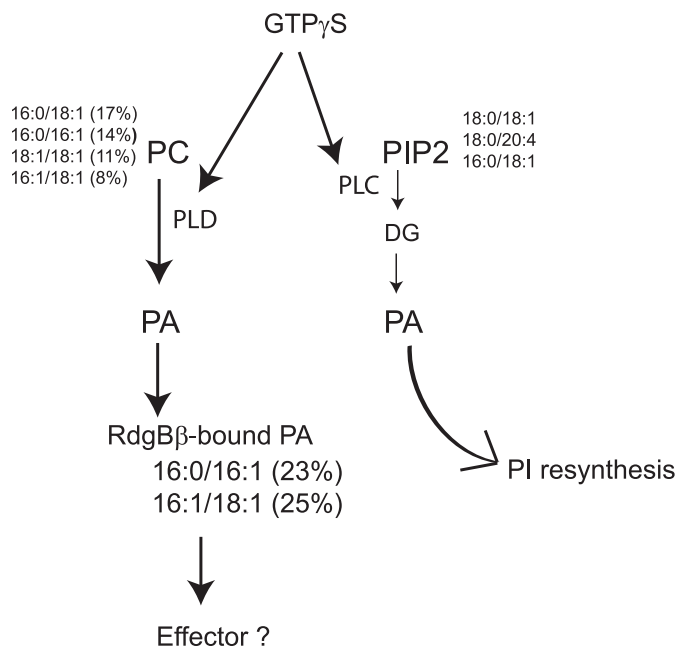 GTPγS
16:0/18:1 (17%)
16:0/16:1 (14%)
18:1/18:1 (11%)
16:1/18:1 (8%)
PC
PLD
PA
RdgBβ-bound PA
16:0/16:1 (23%)
16:1/18:1 (25%)
Effector ?
PIP2
18:0/18:1
18:0/20:4
16:0/18:1
PLC
DG
PA
PI resynthesis